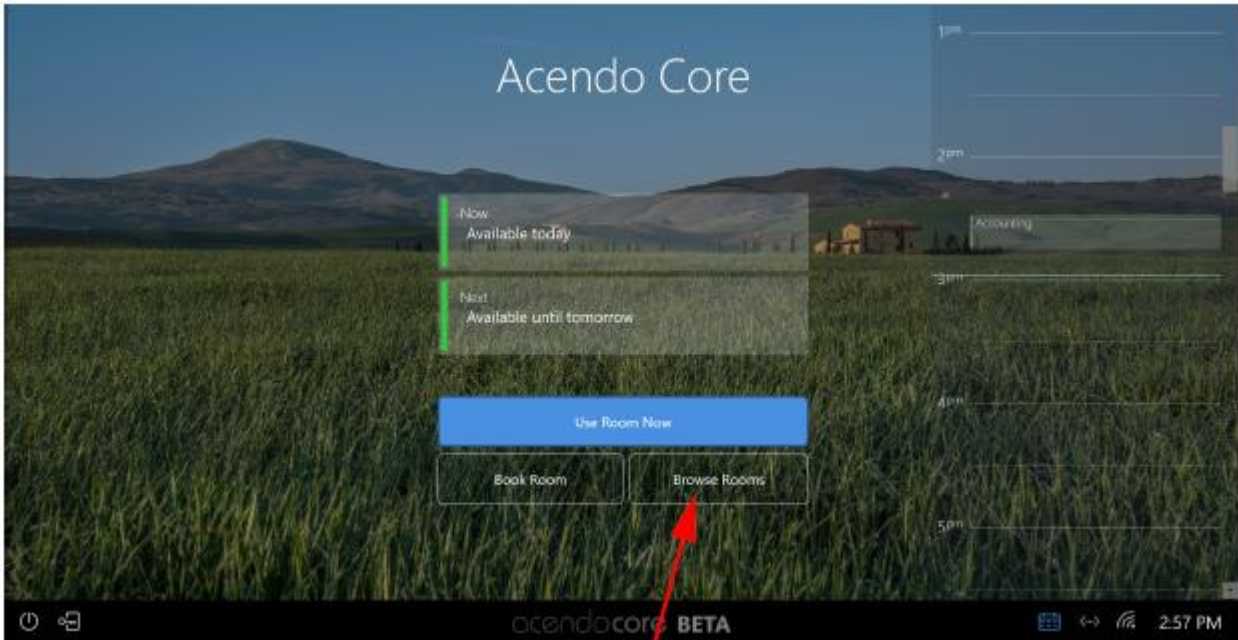 Acendo Core
Now
Available today
Next
Available until tomorrow
Use Room Now
Book Room
Browse Rooms
1pm
2pm
Accounting
3pm
4pm
5pm
acendocore BETA
2:57 PM